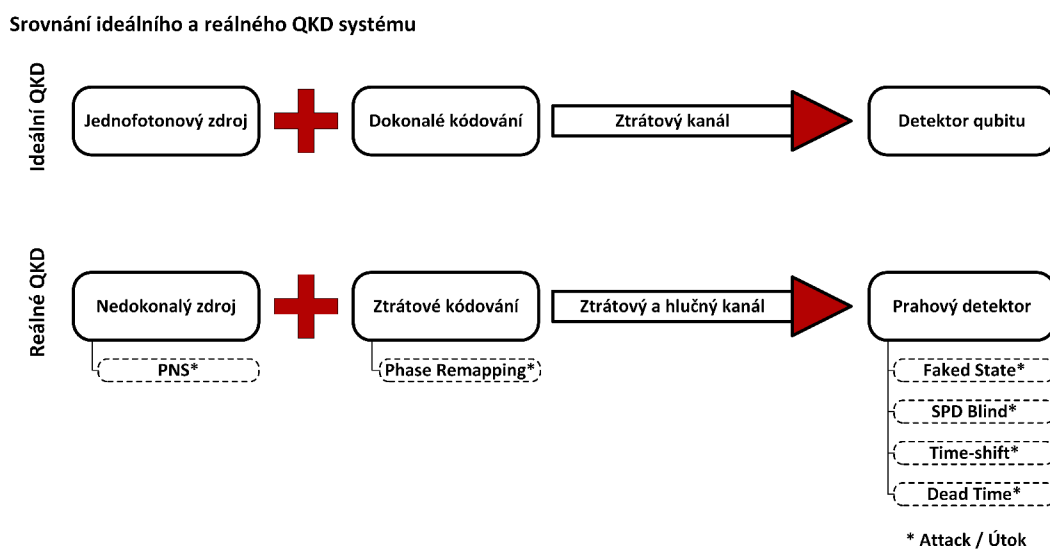 Srovnání ideálního a reálného QKD systému
Ideální QKD
Jednofotonový zdroj
Dokonalé kódování
Ztrátový kanál
Detektor qubitu
Reálné QKD
Nedokonalý zdroj
Ztrátové kódování
Ztrátový a hlučný kanál
Prahový detektor
PNS*
Phase Remapping*
Faked State*
SPD Blind*
Time-shift*
Dead Time*
* Attack / Útok